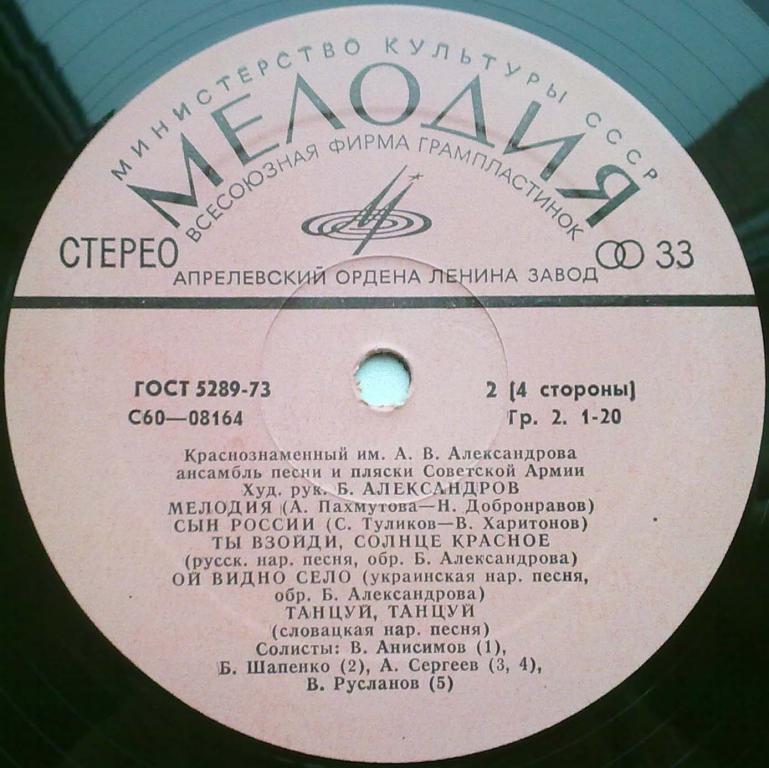 МИНИСТЕРСТВО КУЛЬТУРЫ СССР
МЕЛОДИЯ
ВСЕСОЮЗНАЯ ФИРМА ГРАМПЛАСТИНОК
СТЕРЕО
33
АПРЕЛЕВСКИЙ ОРДЕНА ЛЕНИНА ЗАВОД
ГОСТ 5289-73
2 (4 стороны)
С60—08164
Гр. 2. 1-20
Краснознаменный им. А. В. Александрова
ансамбль песни и пляски Советской Армии
Худ. рук. Б. АЛЕКСАНДРОВ
МЕЛОДИЯ (А. Пахмутова—Н. Добронравов)
СЫН РОССИИ (С. Туликов—В. Харитонов)
ТЫ ВЗОЙДИ, СОЛНЦЕ КРАСНОЕ
(русск. нар. песня, обр. Б. Александрова)
ОЙ ВИДНО СЕЛО (украинская нар. песня,
обр. Б. Александрова)
ТАНЦУЙ, ТАНЦУЙ
(словацкая нар. песня)
Солисты: В. Анисимов (1),
Б. Шапенко (2), А. Сергеев (3, 4),
В. Русланов (5)